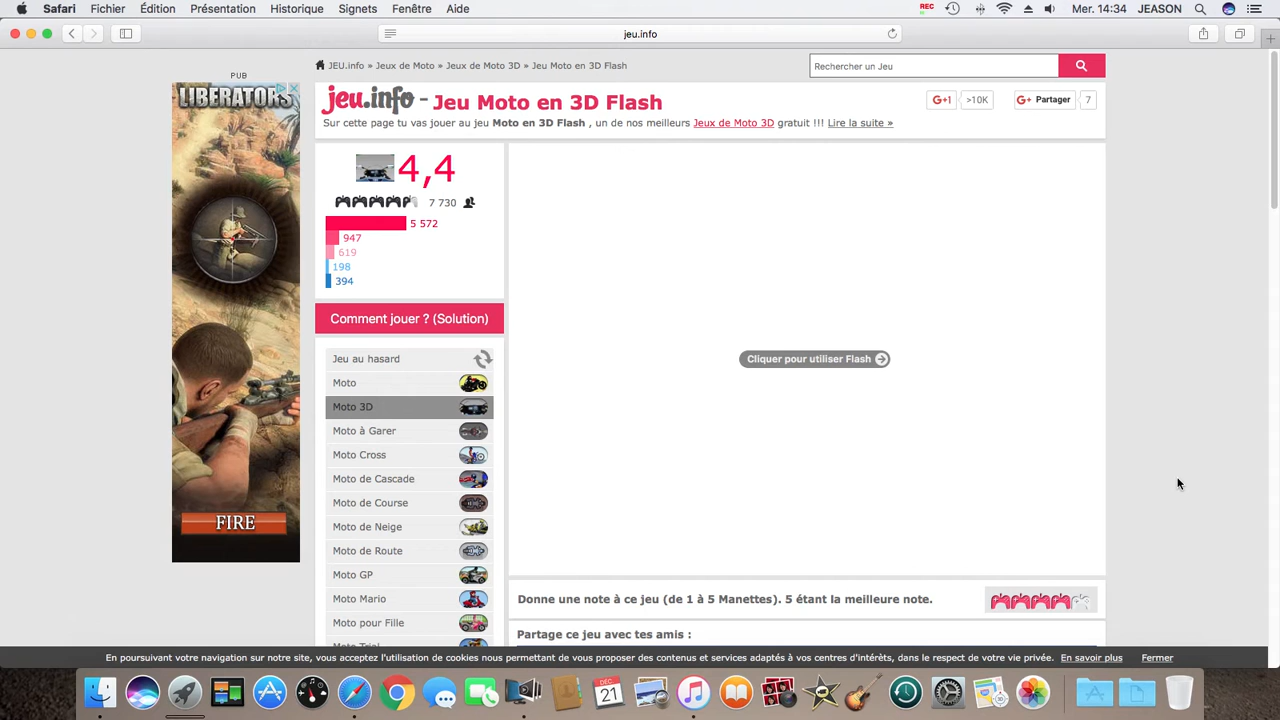 Safari Fichier Édition Présentation Historique Signets Fenêtre Aide REC Mer. 14:34 JEASON
jeu.info
JEU.info » Jeux de Moto » Jeux de Moto 3D » Jeu Moto en 3D Flash
Rechercher un Jeu
PUB
LIBERATORS
FIRE
jeu.info - Jeu Moto en 3D Flash
G+1 >10K G+ Partager 7
Sur cette page tu vas jouer au jeu Moto en 3D Flash , un de nos meilleurs Jeux de Moto 3D gratuit !!! Lire la suite »
4,4
7 730
5 572
947
619
198
394
Comment jouer ? (Solution)
Jeu au hasard
Moto
Moto 3D
Moto à Garer
Moto Cross
Moto de Cascade
Moto de Course
Moto de Neige
Moto de Route
Moto GP
Moto Mario
Moto pour Fille
Moto Trial
Cliquer pour utiliser Flash
Donne une note à ce jeu (de 1 à 5 Manettes). 5 étant la meilleure note.
Partage ce jeu avec tes amis :
En poursuivant votre navigation sur notre site, vous acceptez l'utilisation de cookies nous permettant de vous proposer des contenus et services adaptés à vos centres d'intérêts, dans le respect de votre vie privée. En savoir plus Fermer
DÉC.
21